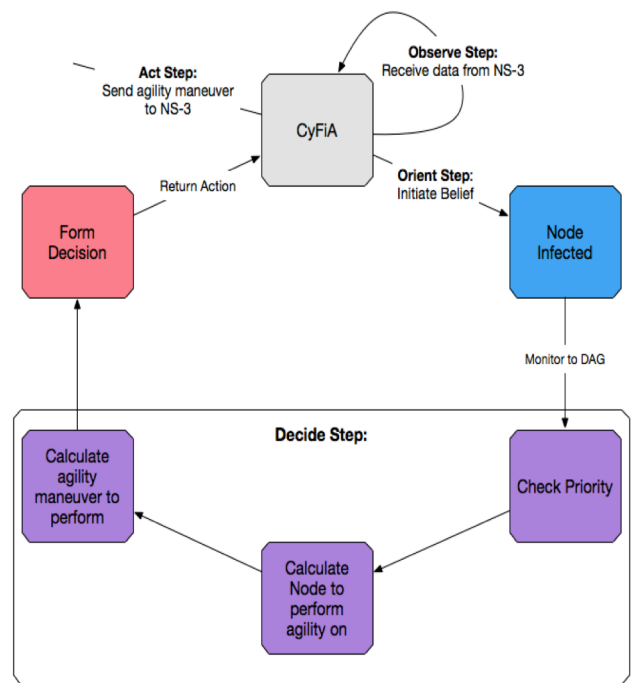 Act Step:
Send agility maneuver
to NS-3
Observe Step:
Receive data from NS-3
CyFiA
Orient Step:
Initiate Belief
Return Action
Form
Decision
Node
Infected
Monitor to DAG
Decide Step:
Calculate
agility
maneuver to
perform
Check Priority
Calculate
Node to
perform
agility on